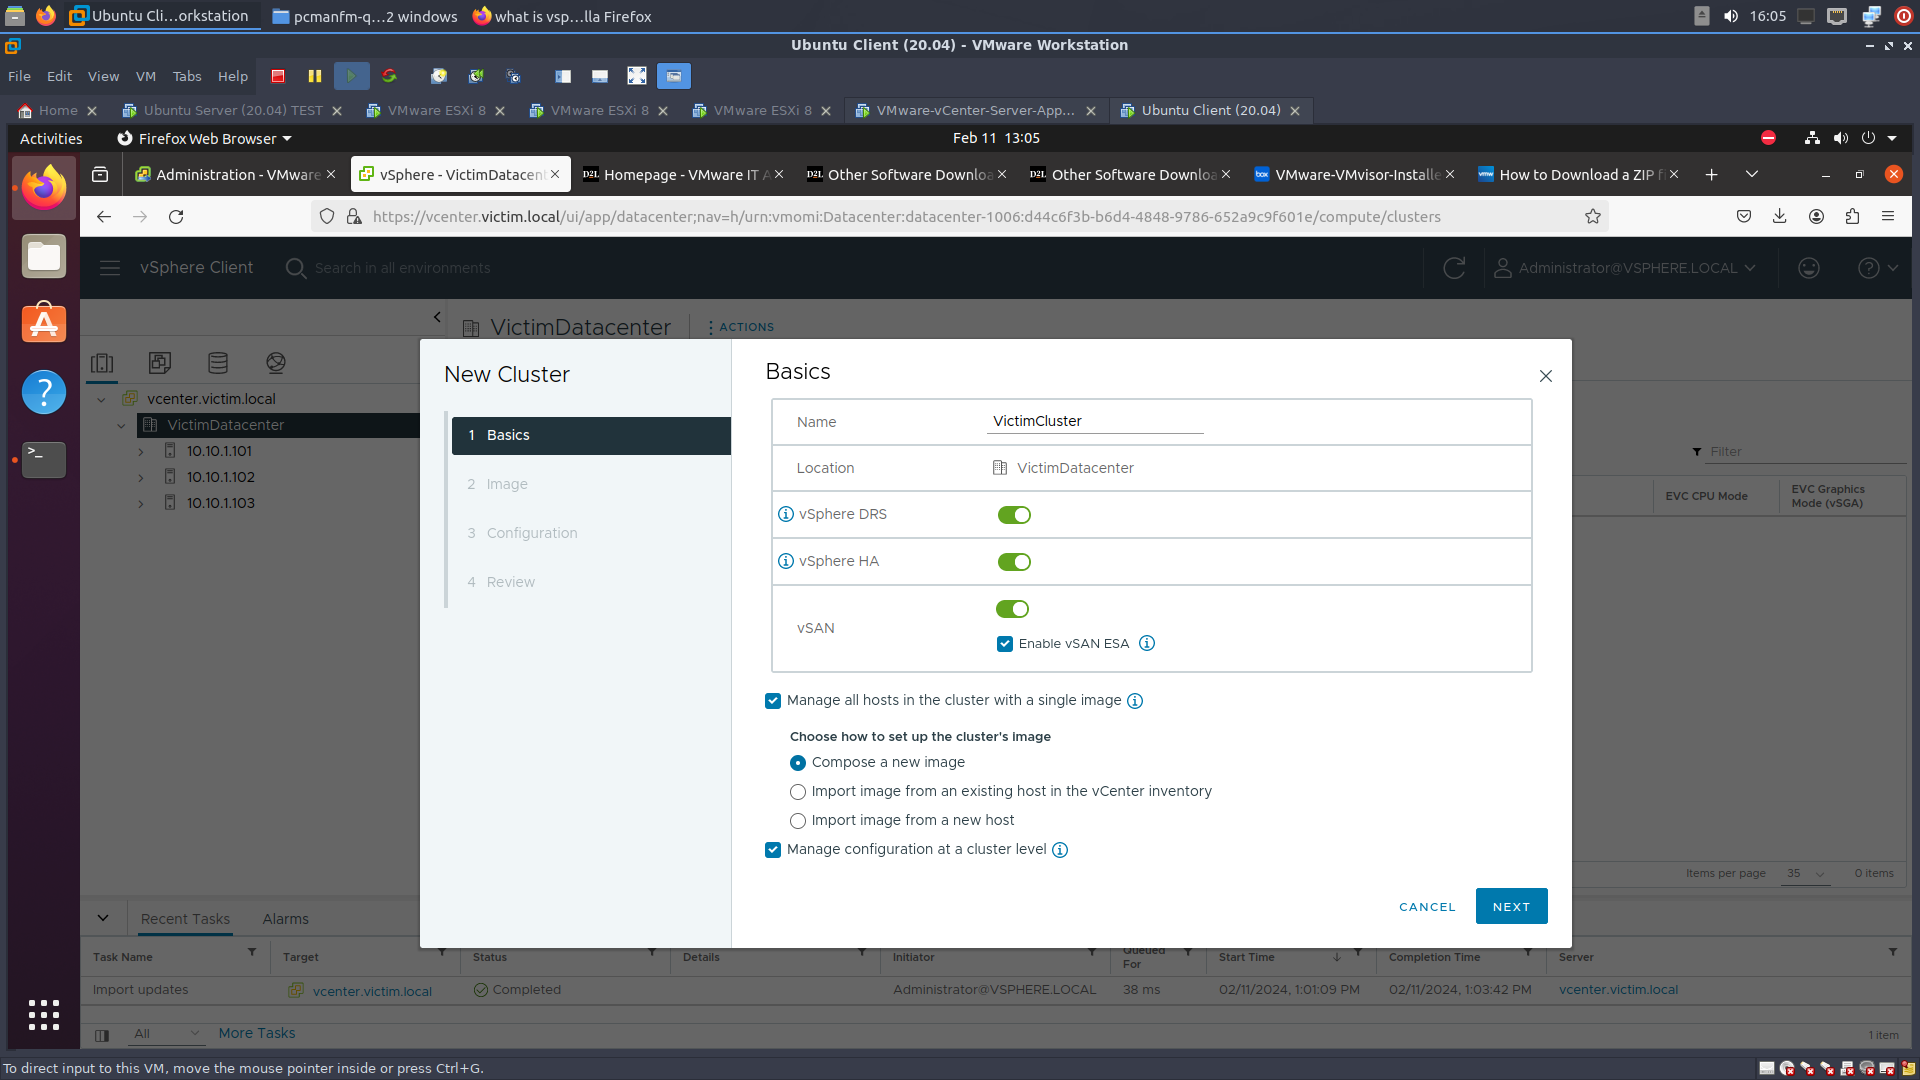 Ubuntu Cli...orkstation
pcmanfm-q...2 windows
what is vsp...lla Firefox
16:05
Ubuntu Client (20.04) - VMware Workstation
File Edit View VM Tabs Help
Home
Ubuntu Server (20.04) TEST
VMware ESXi 8
VMware ESXi 8
VMware ESXi 8
VMware-vCenter-Server-App...
Ubuntu Client (20.04)
Activities
Firefox Web Browser
Feb 11 13:05
Administration - VMware
vSphere - VictimDatacent
D2L Homepage - VMware IT A
D2L Other Software Downloa
D2L Other Software Downloa
box VMware-VMvisor-Installe
vmw How to Download a ZIP fi
https://vcenter.victim.local/ui/app/datacenter;nav=h/urn:vmomi:Datacenter:datacenter-1006:d44c6f3b-b6d4-4848-9786-652a9c9f601e/compute/clusters
vSphere Client
Search in all environments
Administrator@VSPHERE.LOCAL
VictimDatacenter
ACTIONS
vcenter.victim.local
VictimDatacenter
10.10.1.101
10.10.1.102
10.10.1.103
New Cluster
1 Basics
2 Image
3 Configuration
4 Review
Basics
Name VictimCluster
Location VictimDatacenter
vSphere DRS
vSphere HA
vSAN
Enable vSAN ESA
Manage all hosts in the cluster with a single image
Choose how to set up the cluster's image
Compose a new image
Import image from an existing host in the vCenter inventory
Import image from a new host
Manage configuration at a cluster level
CANCEL NEXT
Filter
EVC CPU Mode
EVC Graphics
Mode (vSGA)
Items per page 35 0 items
Recent Tasks Alarms
Task Name Target Status Details Initiator Queued
For Start Time Completion Time Server
Import updates vcenter.victim.local Completed Administrator@VSPHERE.LOCAL 38 ms 02/11/2024, 1:01:09 PM 02/11/2024, 1:03:42 PM vcenter.victim.local
All More Tasks 1 item
To direct input to this VM, move the mouse pointer inside or press Ctrl+G.